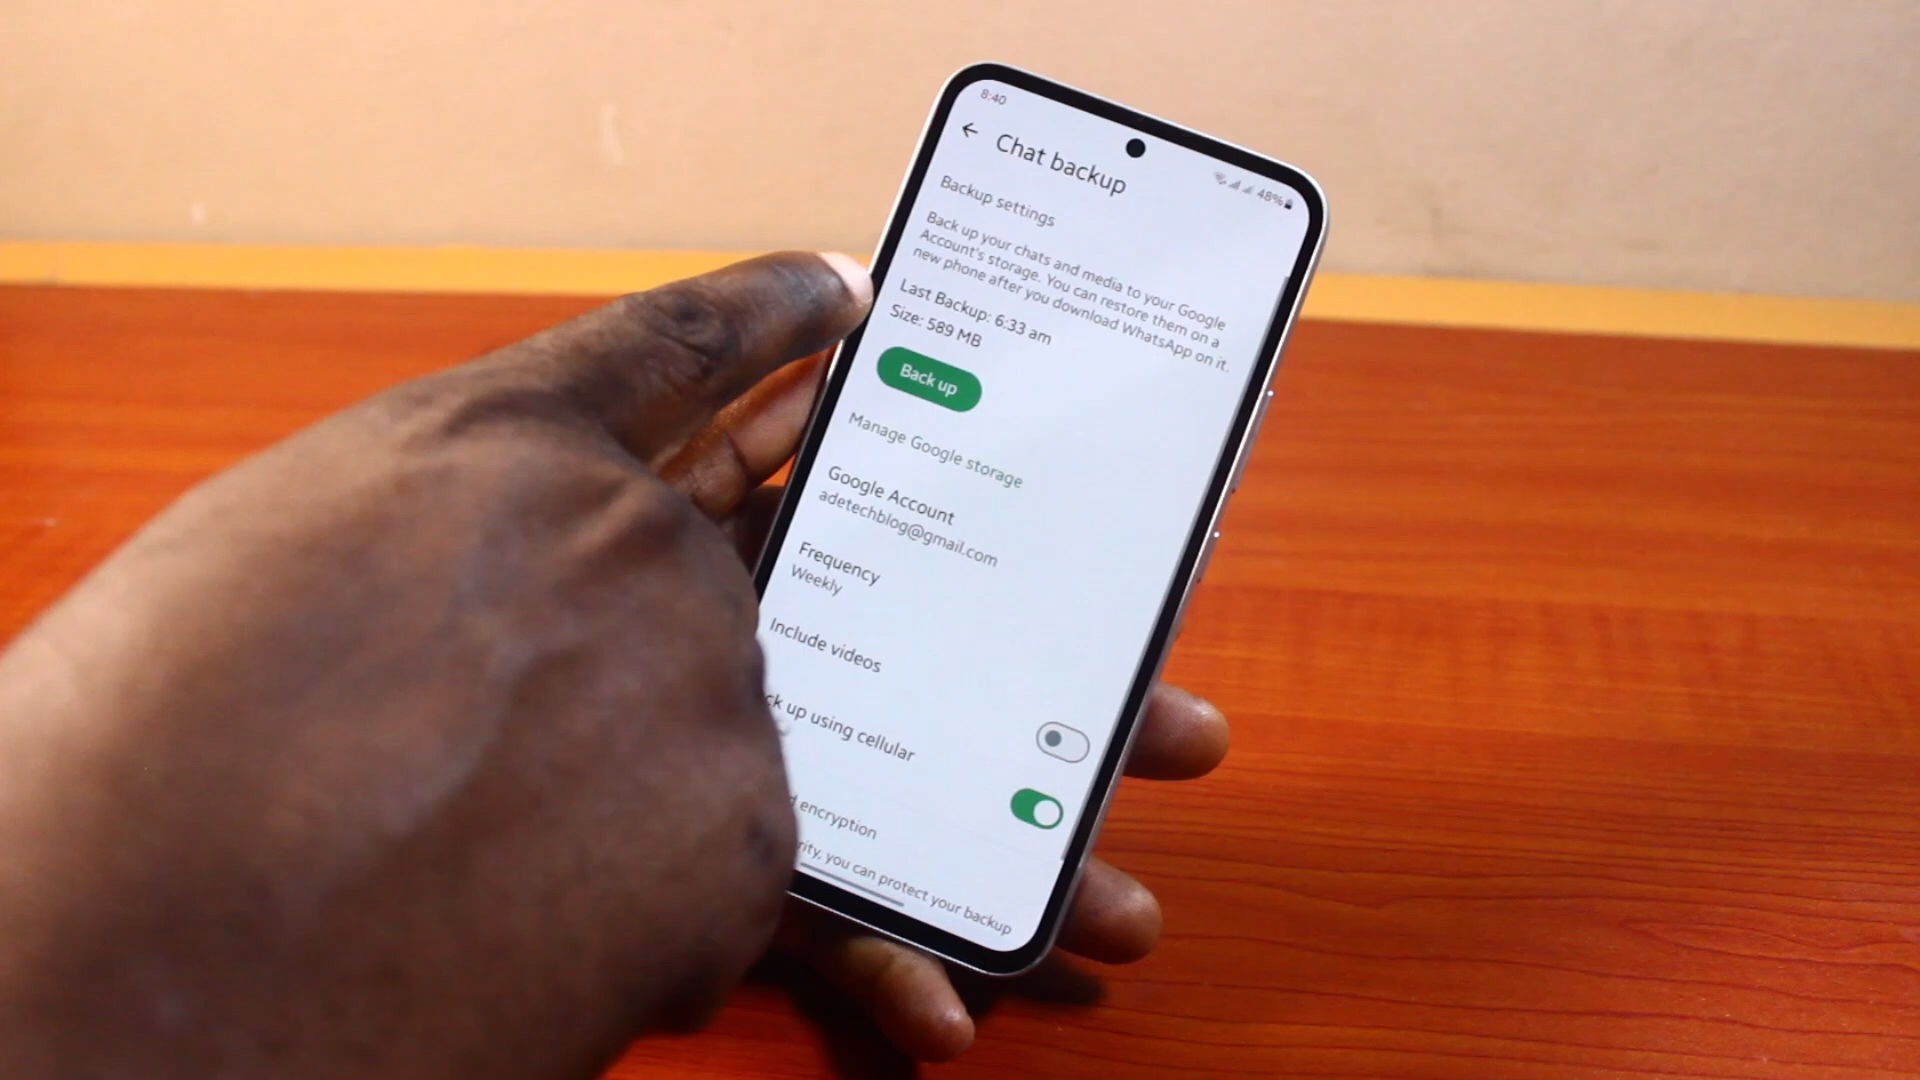 8:40
48%
Chat backup
Backup settings
Back up your chats and media to your Google
Account's storage. You can restore them on a
new phone after you download WhatsApp on it.
Last Backup: 6:33 am
Size: 589 MB
Back up
Manage Google storage
Google Account
adetechblog@gmail.com
Frequency
Weekly
Include videos
ck up using cellular
d encryption
rity, you can protect your backup